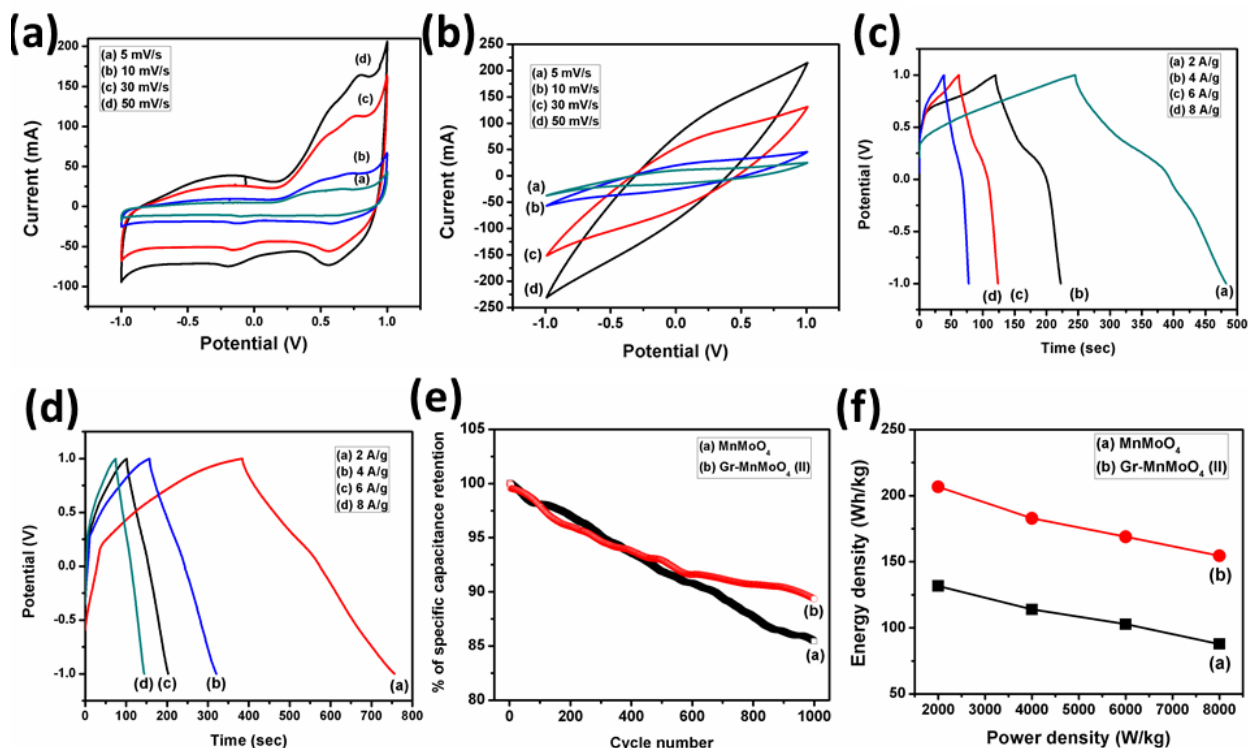 (a)
(a) 5 mV/s
(b) 10 mV/s
(c) 30 mV/s
(d) 50 mV/s
(d)
(c)
(b)
(a)
200
150
100
50
0
-50
-100
Current (mA)
-1.0 -0.5 0.0 0.5 1.0
Potential (V)
(b)
(a) 5 mV/s
(b) 10 mV/s
(c) 30 mV/s
(d) 50 mV/s
250
200
150
100
50
0
-50
-100
-150
-200
-250
Current (mA)
(a)
(b)
(c)
(d)
-1.0 -0.5 0.0 0.5 1.0
Potential (V)
(c)
(a) 2 A/g
(b) 4 A/g
(c) 6 A/g
(d) 8 A/g
1.0
0.5
0.0
-0.5
-1.0
Potential (V)
(d) (c) (b) (a)
0 50 100 150 200 250 300 350 400 450 500
Time (sec)
(d)
(a) 2 A/g
(b) 4 A/g
(c) 6 A/g
(d) 8 A/g
1.0
0.5
0.0
-0.5
-1.0
Potential (V)
(d) (c) (b) (a)
0 100 200 300 400 500 600 700 800
Time (sec)
(e)
(a) MnMoO₄
(b) Gr-MnMoO₄ (II)
105
100
95
90
85
80
% of specific capacitance retention
(b)
(a)
0 200 400 600 800 1000
Cycle number
(f)
(a) MnMoO₄
(b) Gr-MnMoO₄ (II)
250
200
150
100
50
Energy density (Wh/kg)
(b)
(a)
2000 3000 4000 5000 6000 7000 8000
Power density (W/kg)